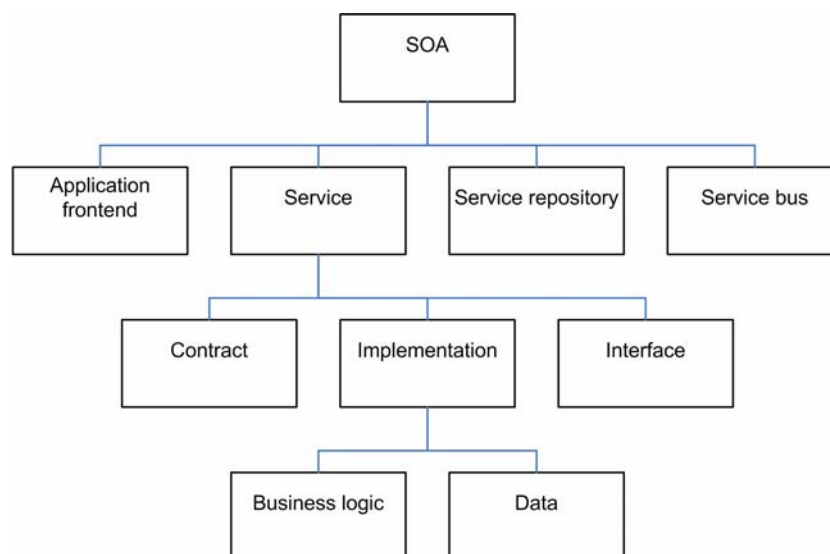 SOA
Application
frontend
Service
Service repository
Service bus
Contract
Implementation
Interface
Business logic
Data